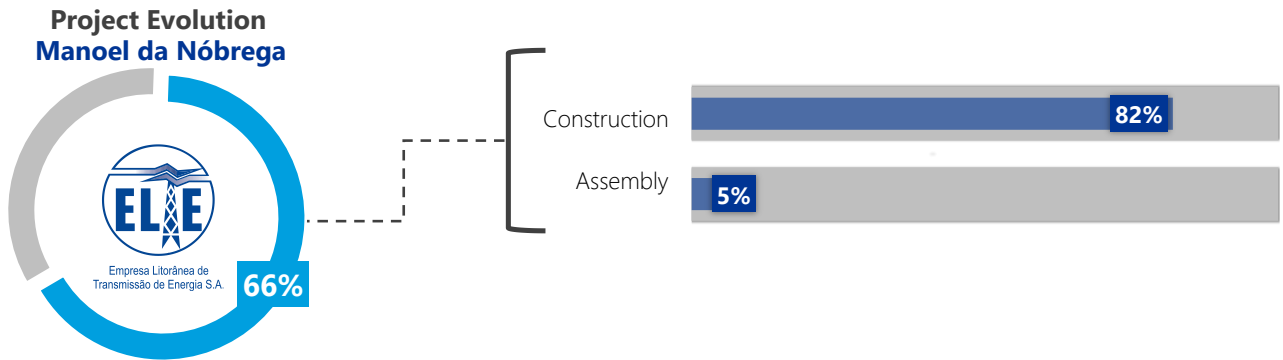 Project Evolution
Manoel da Nóbrega
ELTE
Empresa Litorânea de
Transmissão de Energia S.A.
66%
Construction
82%
Assembly
5%